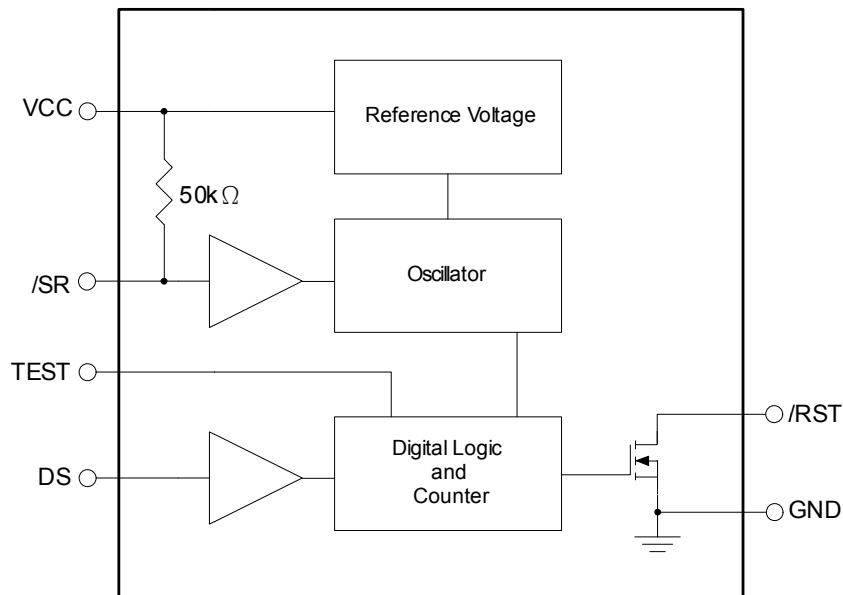 VCC
Reference Voltage
50kΩ
/SR
Oscillator
TEST
/RST
Digital Logic
and
Counter
DS
GND